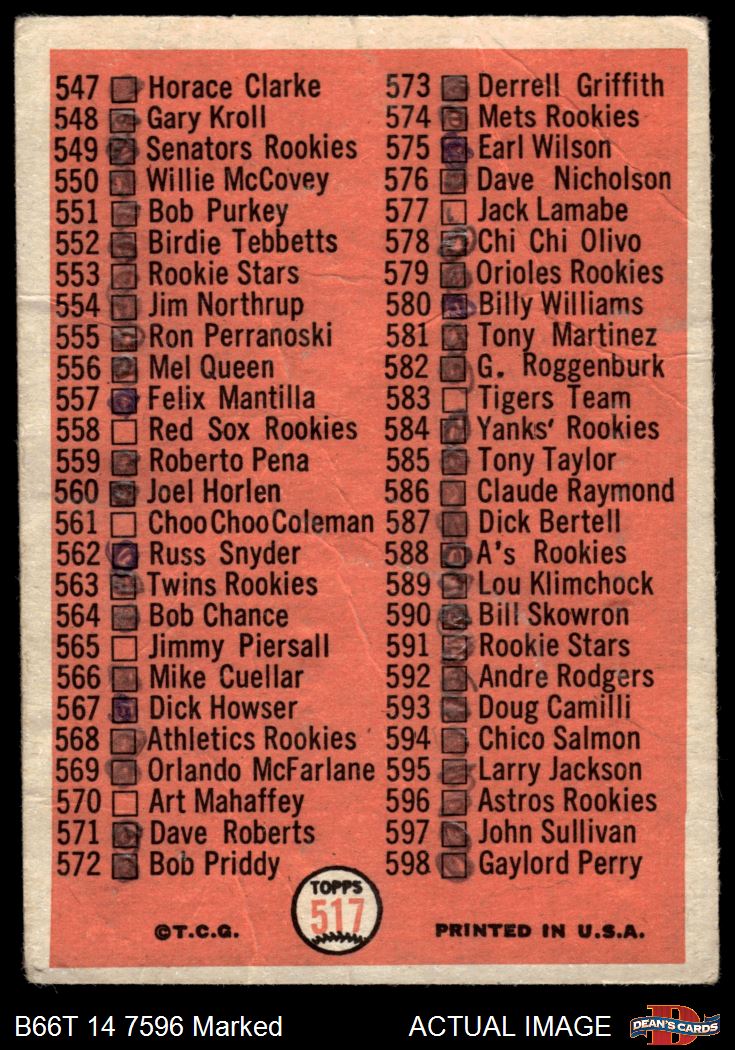 547 Horace Clarke
548 Gary Kroll
549 Senators Rookies
550 Willie McCovey
551 Bob Purkey
552 Birdie Tebbetts
553 Rookie Stars
554 Jim Northrup
555 Ron Perranoski
556 Mel Queen
557 Felix Mantilla
558 Red Sox Rookies
559 Roberto Pena
560 Joel Horlen
561 Choo Choo Coleman
562 Russ Snyder
563 Twins Rookies
564 Bob Chance
565 Jimmy Piersall
566 Mike Cuellar
567 Dick Howser
568 Athletics Rookies
569 Orlando McFarlane
570 Art Mahaffey
571 Dave Roberts
572 Bob Priddy
573 Derrell Griffith
574 Mets Rookies
575 Earl Wilson
576 Dave Nicholson
577 Jack Lamabe
578 Chi Chi Olivo
579 Orioles Rookies
580 Billy Williams
581 Tony Martinez
582 G. Roggenburk
583 Tigers Team
584 Yanks' Rookies
585 Tony Taylor
586 Claude Raymond
587 Dick Bertell
588 A's Rookies
589 Lou Klimchock
590 Bill Skowron
591 Rookie Stars
592 Andre Rodgers
593 Doug Camilli
594 Chico Salmon
595 Larry Jackson
596 Astros Rookies
597 John Sullivan
598 Gaylord Perry
TOPPS
517
©T.C.G.
PRINTED IN U.S.A.
B66T 14 7596 Marked
ACTUAL IMAGE
DEAN'S CARDS